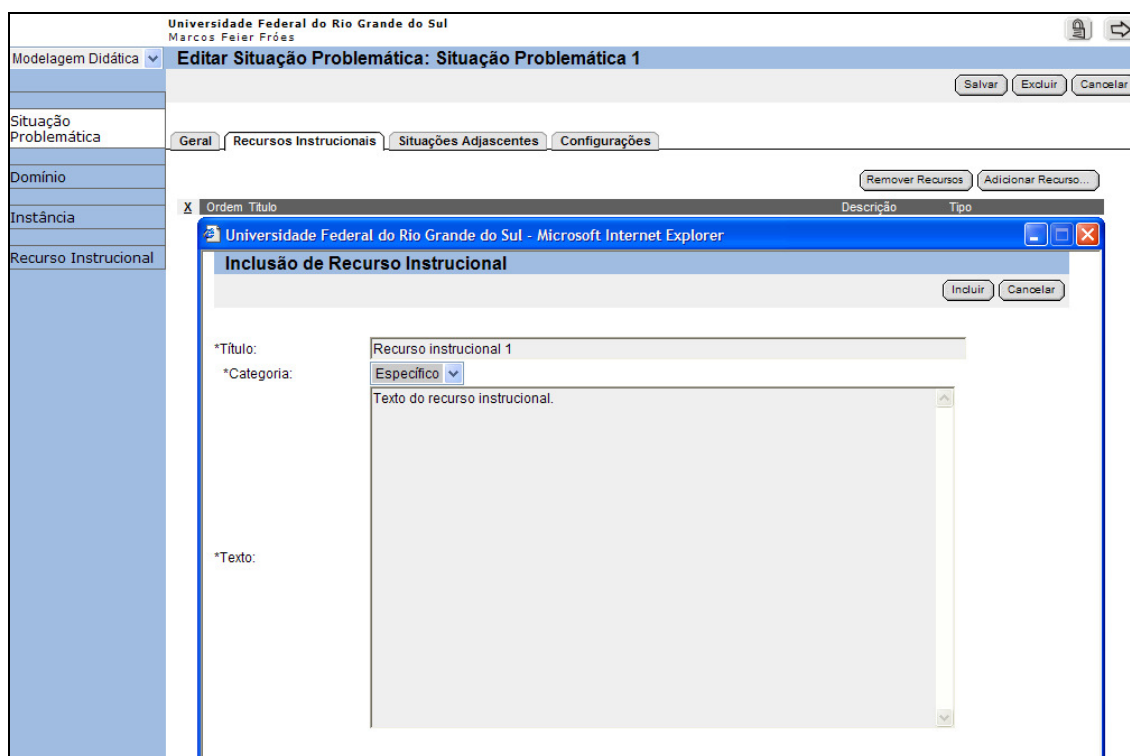 Universidade Federal do Rio Grande do Sul
Marcos Feier Fróes
Modelagem Didática
Editar Situação Problemática: Situação Problemática 1
Salvar Excluir Cancelar
Situação
Problemática
Geral Recursos Instrucionais Situações Adjascentes Configurações
Domínio
Remover Recursos Adicionar Recurso...
X Ordem Titulo Descrição Tipo
Instância
Universidade Federal do Rio Grande do Sul - Microsoft Internet Explorer
Recurso Instrucional
Inclusão de Recurso Instrucional
Incluir Cancelar
*Título: Recurso instrucional 1
*Categoria: Específico
Texto do recurso instrucional.
*Texto: